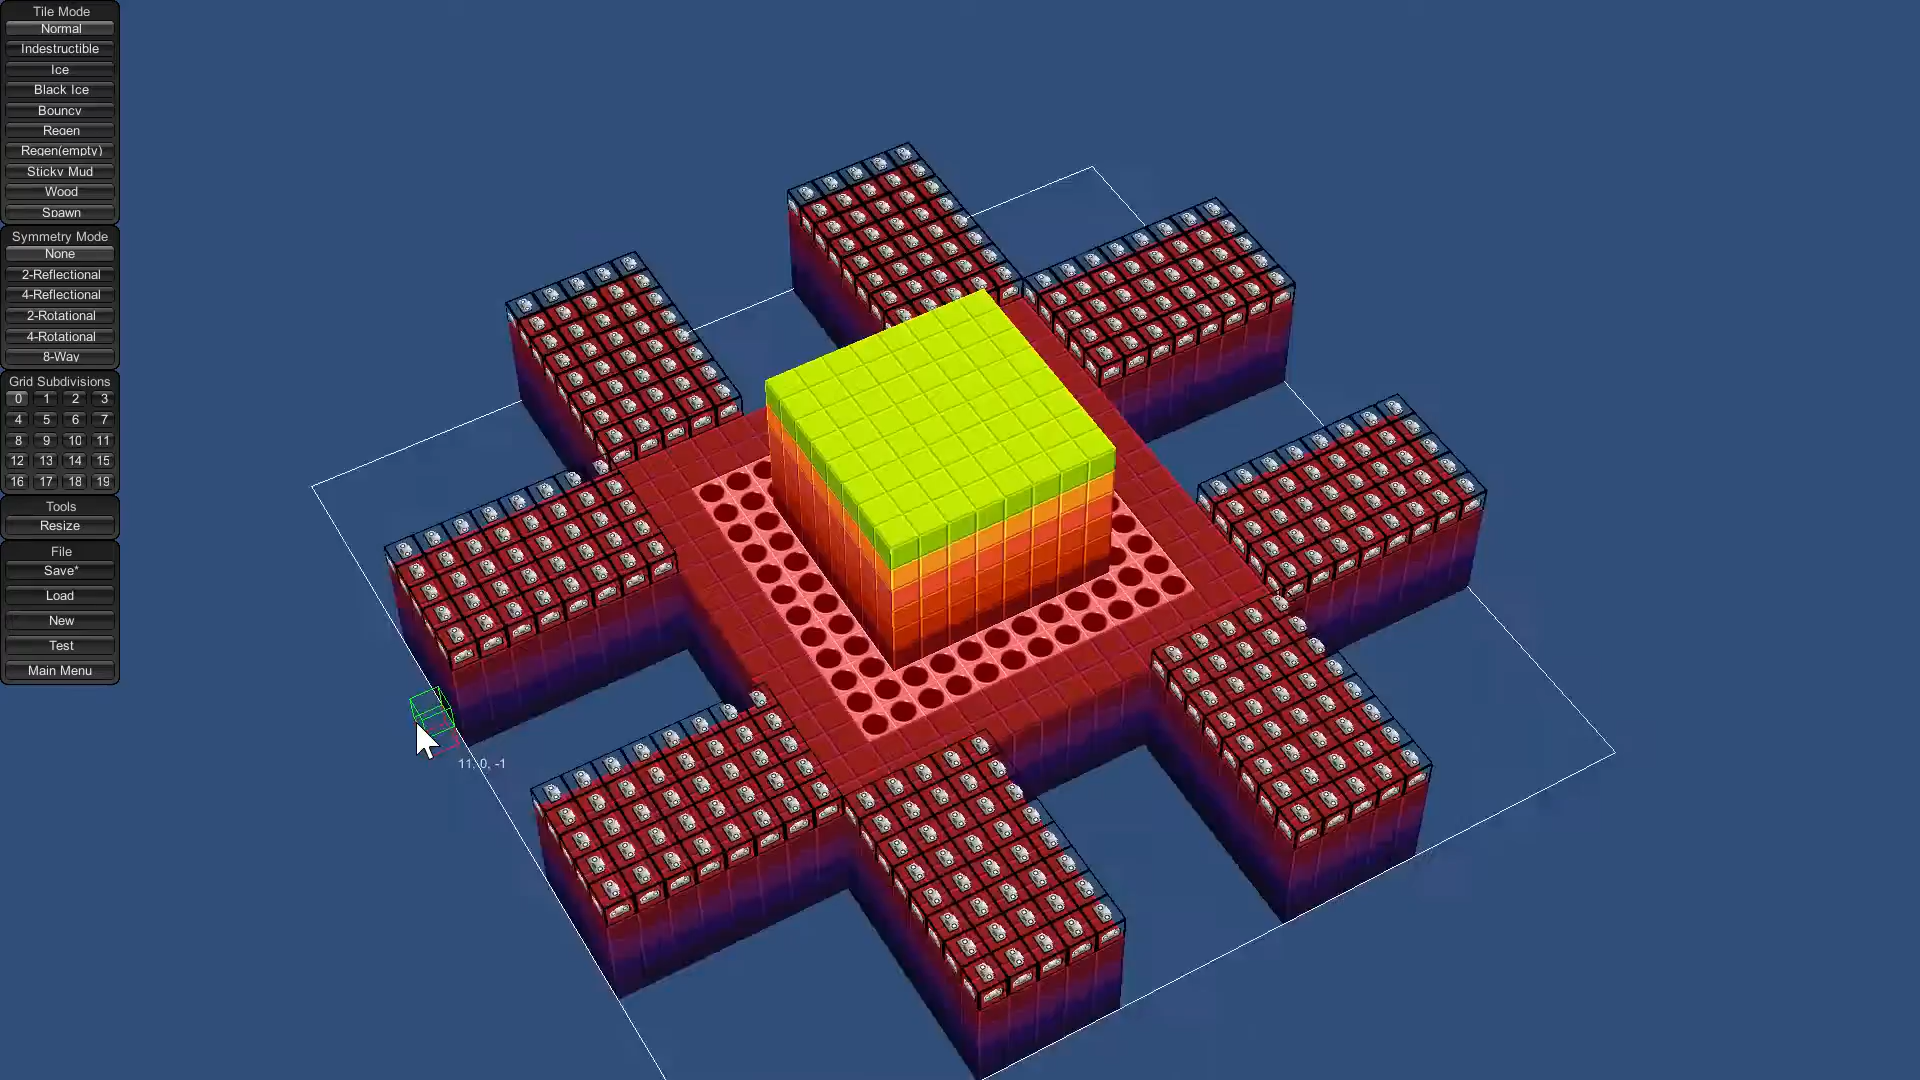 Tile Mode
Normal
Indestructible
Ice
Black Ice
Bouncy
Regen
Regen(empty)
Sticky Mud
Wood
Spawn
Symmetry Mode
None
2-Reflectional
4-Reflectional
2-Rotational
4-Rotational
8-Way
Grid Subdivisions
0 1 2 3
4 5 6 7
8 9 10 11
12 13 14 15
16 17 18 19
Tools
Resize
File
Save*
Load
New
Test
Main Menu
11, 0, -1